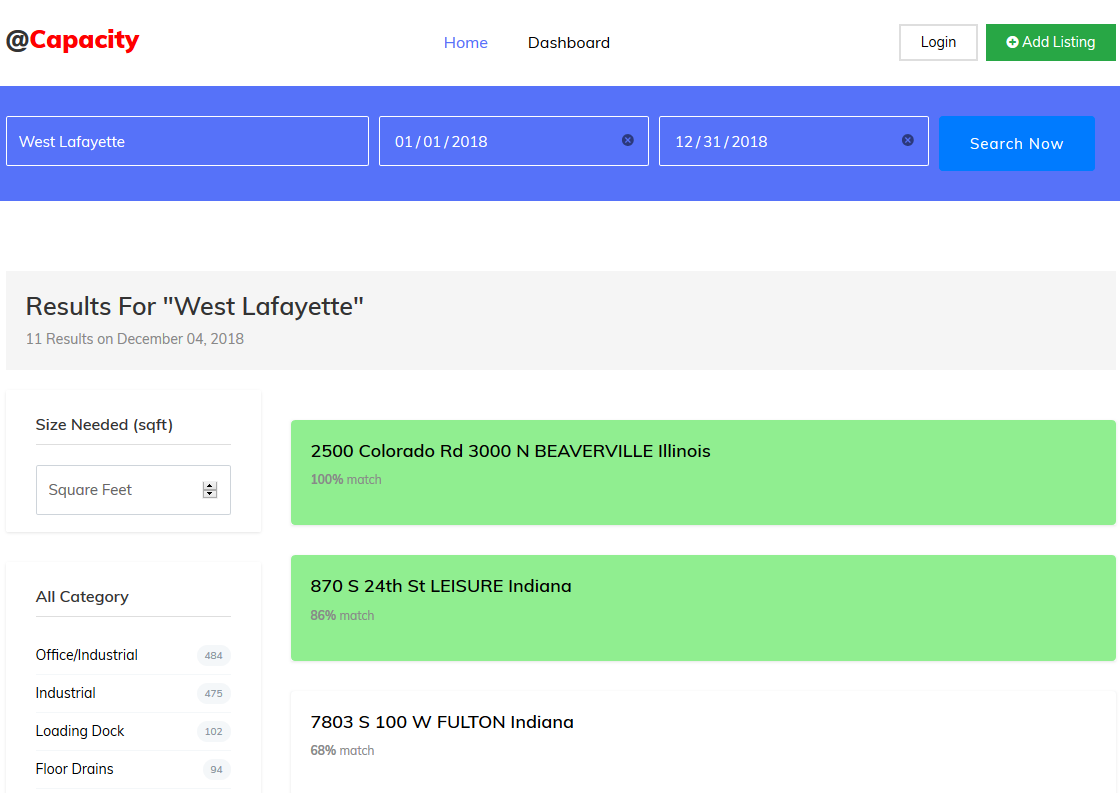 @Capacity
Home
Dashboard
Login
Add Listing
West Lafayette
01/01/2018
12/31/2018
Search Now
Results For "West Lafayette"
11 Results on December 04, 2018
Size Needed (sqft)
Square Feet
All Category
Office/Industrial 484
Industrial 475
Loading Dock 102
Floor Drains 94
2500 Colorado Rd 3000 N BEAVERVILLE Illinois
100% match
870 S 24th St LEISURE Indiana
86% match
7803 S 100 W FULTON Indiana
68% match